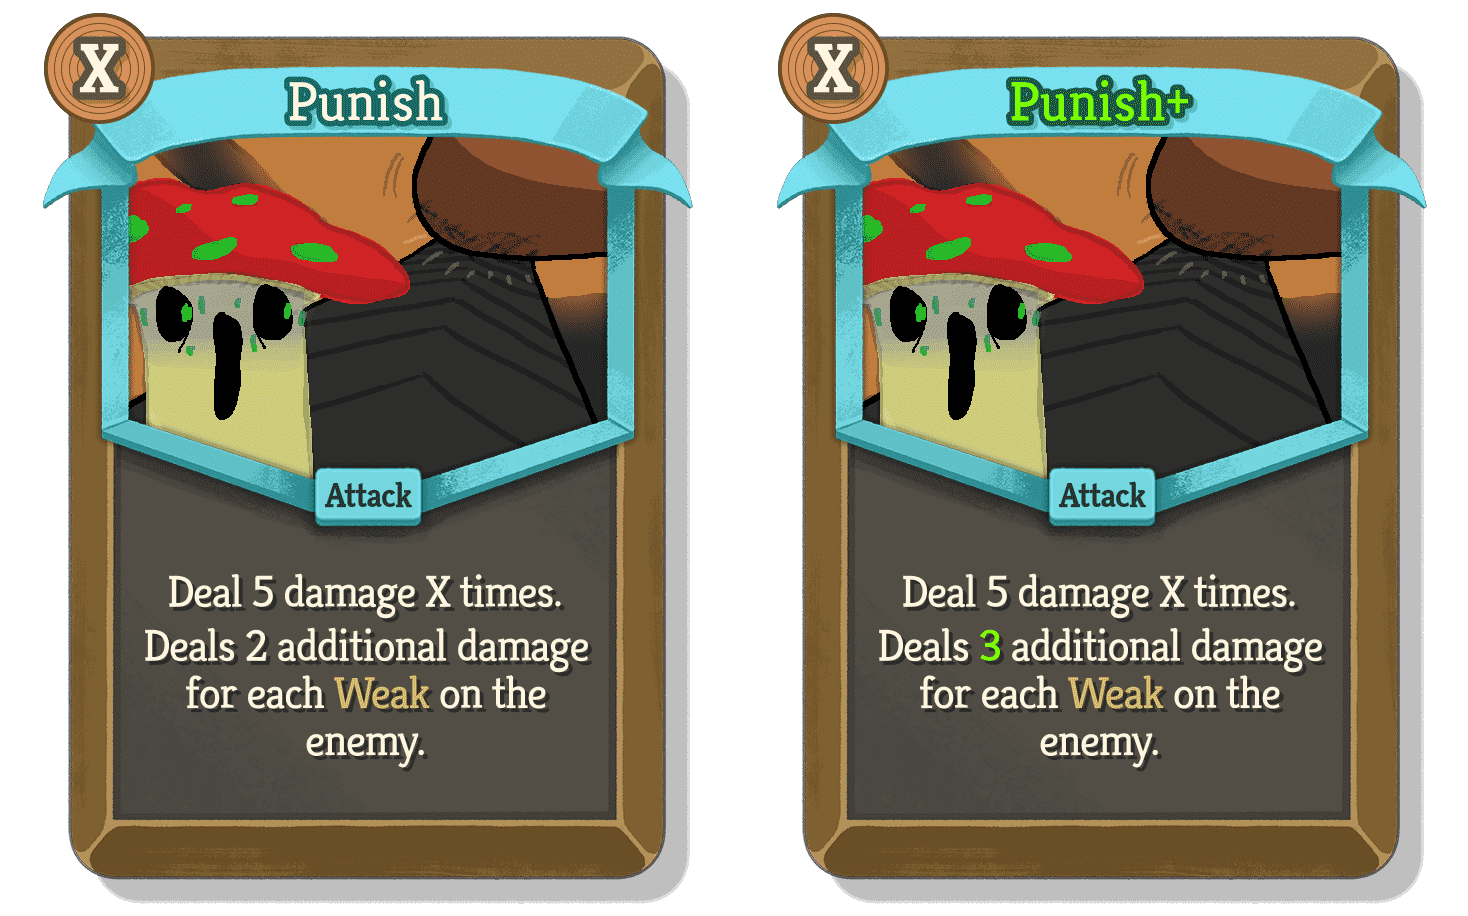 X
Punish
Attack
Deal 5 damage X times.
Deals 2 additional damage
for each Weak on the
enemy.
X
Punish+
Attack
Deal 5 damage X times.
Deals 3 additional damage
for each Weak on the
enemy.